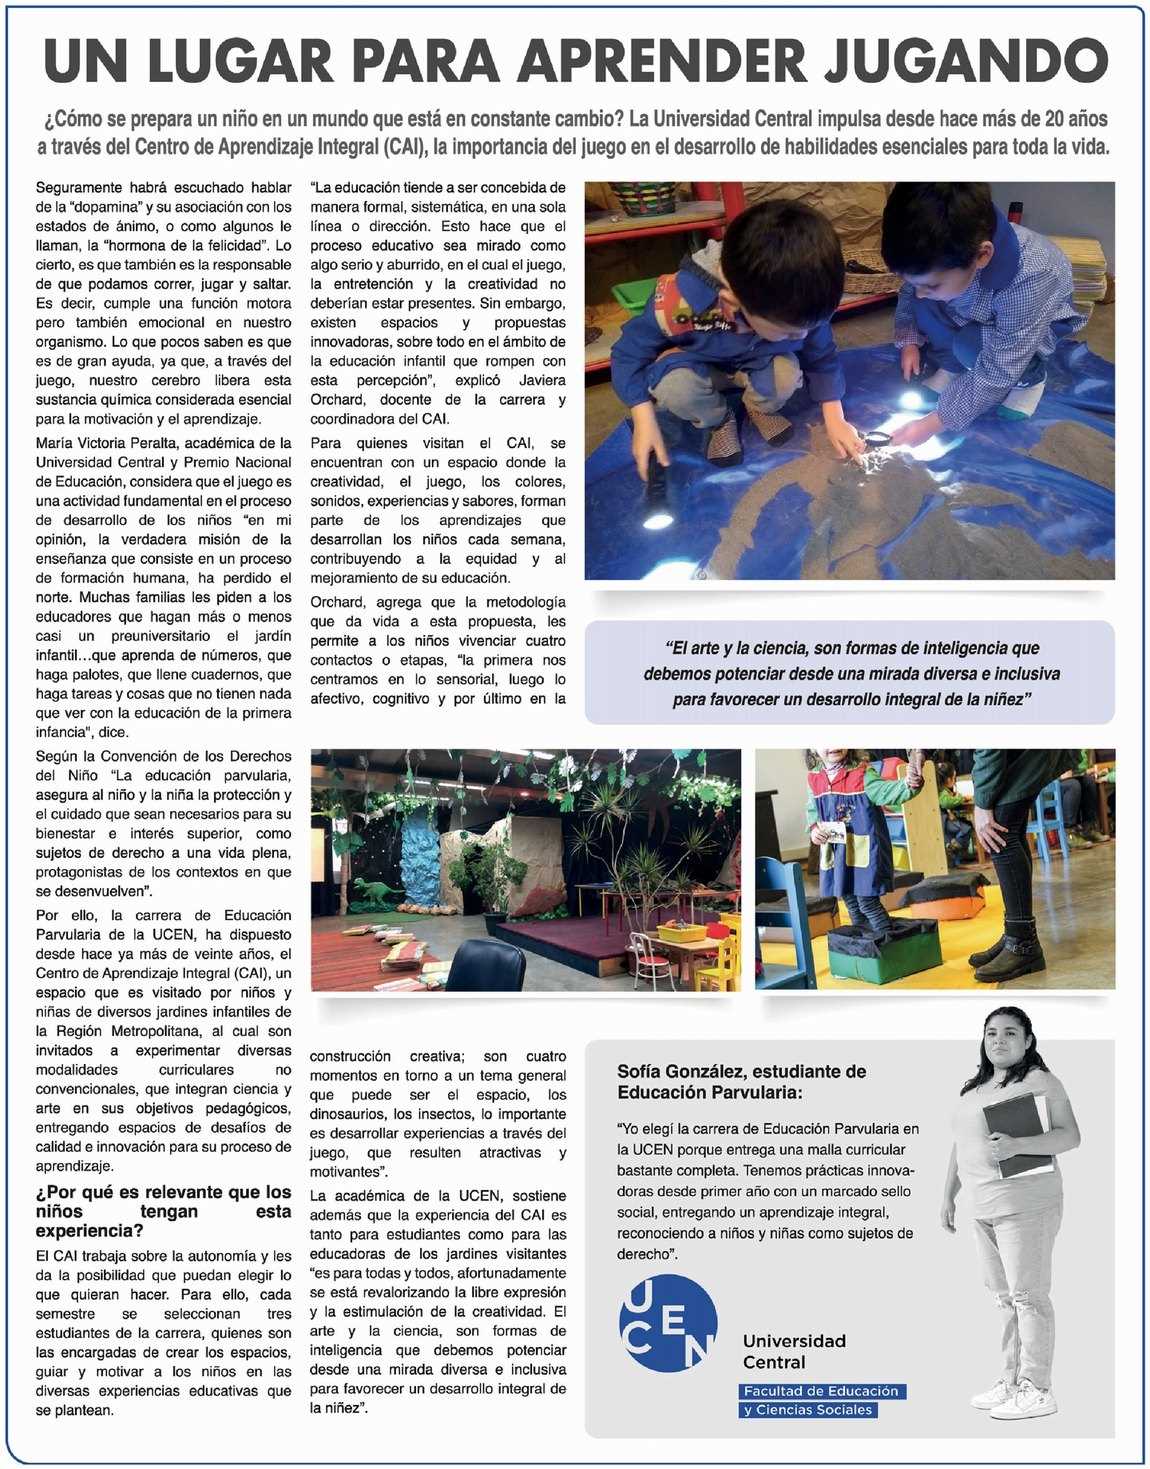 UN LUGAR PARA APRENDER JUGANDO
¿Cómo se prepara un niño en un mundo que está en constante cambio? La Universidad Central impulsa desde hace más de 20 años
a través del Centro de Aprendizaje Integral (CAI), la importancia del juego en el desarrollo de habilidades esenciales para toda la vida.
Seguramente habrá escuchado hablar
de la “dopamina” y su asociación con los
estados de ánimo, o como algunos le
llaman, la “hormona de la felicidad”. Lo
cierto, es que también es la responsable
de que podamos correr, jugar y saltar.
Es decir, cumple una función motora
pero también emocional en nuestro
organismo. Lo que pocos saben es que
es de gran ayuda, ya que, a través del
juego, nuestro cerebro libera esta
sustancia química considerada esencial
para la motivación y el aprendizaje.
María Victoria Peralta, académica de la
Universidad Central y Premio Nacional
de Educación, considera que el juego es
una actividad fundamental en el proceso
de desarrollo de los niños “en mi
opinión, la verdadera misión de la
enseñanza que consiste en un proceso
de formación humana, ha perdido el
norte. Muchas familias les piden a los
educadores que hagan más o menos
casi un preuniversitario el jardín
infantil...que aprenda de números, que
haga palotes, que llene cuadernos, que
haga tareas y cosas que no tienen nada
que ver con la educación de la primera
infancia", dice.
Según la Convención de los Derechos
del Niño “La educación parvularia,
asegura al niño y la niña la protección y
el cuidado que sean necesarios para su
bienestar e interés superior, como
sujetos de derecho a una vida plena,
protagonistas de los contextos en que
se desenvuelven”.
Por ello, la carrera de Educación
Parvularia de la UCEN, ha dispuesto
desde hace ya más de veinte años, el
Centro de Aprendizaje Integral (CAI), un
espacio que es visitado por niños y
niñas de diversos jardines infantiles de
la Región Metropolitana, al cual son
invitados a experimentar diversas
modalidades curriculares no
convencionales, que integran ciencia y
arte en sus objetivos pedagógicos,
entregando espacios de desafíos de
calidad e innovación para su proceso de
aprendizaje.
¿Por qué es relevante que los
niños tengan esta
experiencia?
El CAI trabaja sobre la autonomía y les
da la posibilidad que puedan elegir lo
que quieran hacer. Para ello, cada
semestre se seleccionan tres
estudiantes de la carrera, quienes son
las encargadas de crear los espacios,
guiar y motivar a los niños en las
diversas experiencias educativas que
se plantean.
“La educación tiende a ser concebida de
manera formal, sistemática, en una sola
línea o dirección. Esto hace que el
proceso educativo sea mirado como
algo serio y aburrido, en el cual el juego,
la entretención y la creatividad no
deberían estar presentes. Sin embargo,
existen espacios y propuestas
innovadoras, sobre todo en el ámbito de
la educación infantil que rompen con
esta percepción”, explicó Javiera
Orchard, docente de la carrera y
coordinadora del CAI.
Para quienes visitan el CAI, se
encuentran con un espacio donde la
creatividad, el juego, los colores,
sonidos, experiencias y sabores, forman
parte de los aprendizajes que
desarrollan los niños cada semana,
contribuyendo a la equidad y al
mejoramiento de su educación.
Orchard, agrega que la metodología
que da vida a esta propuesta, les
permite a los niños vivenciar cuatro
contactos o etapas, “la primera nos
centramos en lo sensorial, luego lo
afectivo, cognitivo y por último en la
construcción creativa; son cuatro
momentos en torno a un tema general
que puede ser el espacio, los
dinosaurios, los insectos, lo importante
es desarrollar experiencias a través del
juego, que resulten atractivas y
motivantes”.
La académica de la UCEN, sostiene
además que la experiencia del CAI es
tanto para estudiantes como para las
educadoras de los jardines visitantes
“es para todas y todos, afortunadamente
se está revalorizando la libre expresión
y la estimulación de la creatividad. El
arte y la ciencia, son formas de
inteligencia que debemos potenciar
desde una mirada diversa e inclusiva
para favorecer un desarrollo integral de
la niñez”.
“El arte y la ciencia, son formas de inteligencia que
debemos potenciar desde una mirada diversa e inclusiva
para favorecer un desarrollo integral de la niñez”
Sofía González, estudiante de
Educación Parvularia:
“Yo elegí la carrera de Educación Parvularia en
la UCEN porque entrega una malla curricular
bastante completa. Tenemos prácticas innova-
doras desde primer año con un marcado sello
social, entregando un aprendizaje integral,
reconociendo a niños y niñas como sujetos de
derecho”.
UCEN
Universidad
Central
Facultad de Educación
y Ciencias Sociales